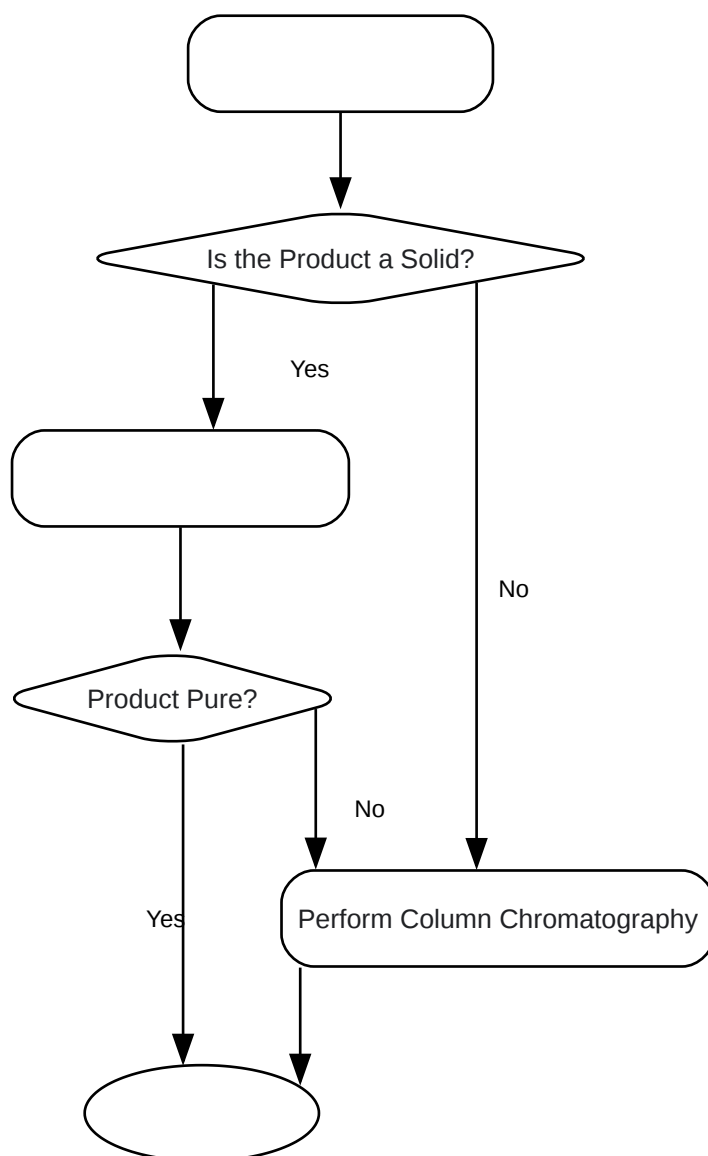 Is the Product a Solid?
Yes
No
Product Pure?
No
Yes
Perform Column Chromatography